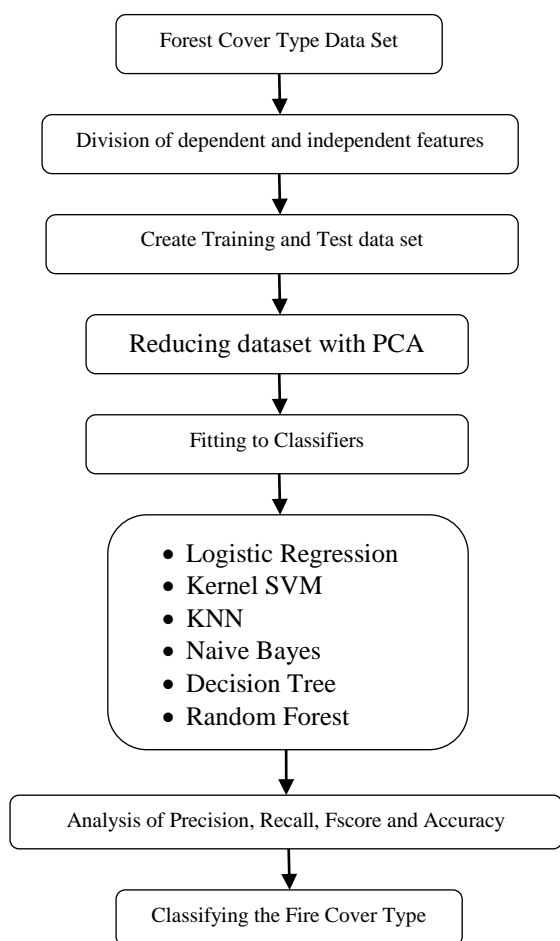 Forest Cover Type Data Set
Division of dependent and independent features
Create Training and Test data set
Reducing dataset with PCA
Fitting to Classifiers
• Logistic Regression
• Kernel SVM
• KNN
• Naive Bayes
• Decision Tree
• Random Forest
Analysis of Precision, Recall, Fscore and Accuracy
Classifying the Fire Cover Type